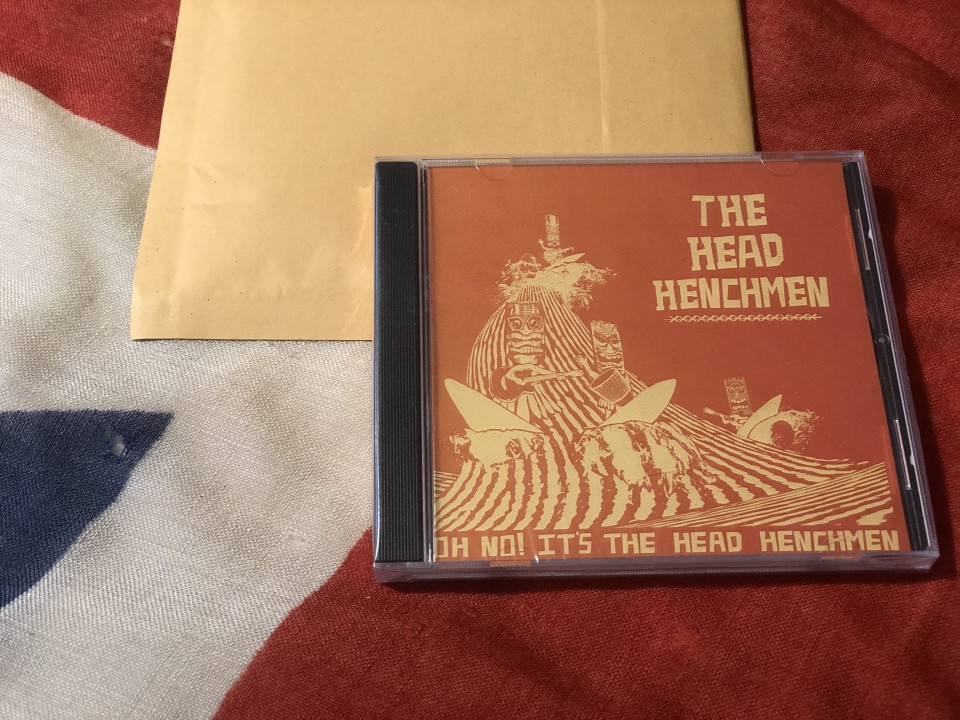 THE
HEAD
HENCHMEN
OH NO! IT'S THE HEAD HENCHMEN